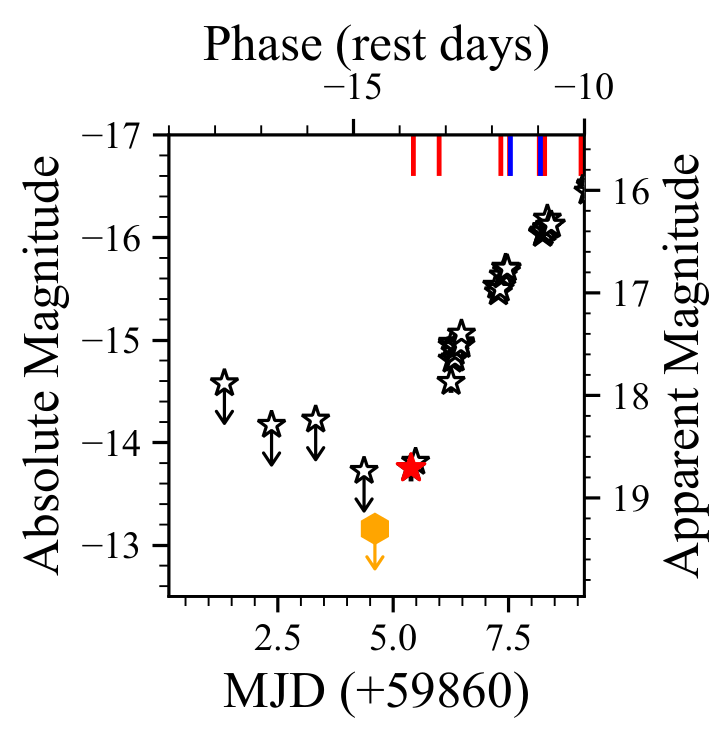 Phase (rest days)
−15 −10
−17
−16
−15
−14
−13
Absolute Magnitude
16
17
18
19
Apparent Magnitude
2.5 5.0 7.5
MJD (+59860)